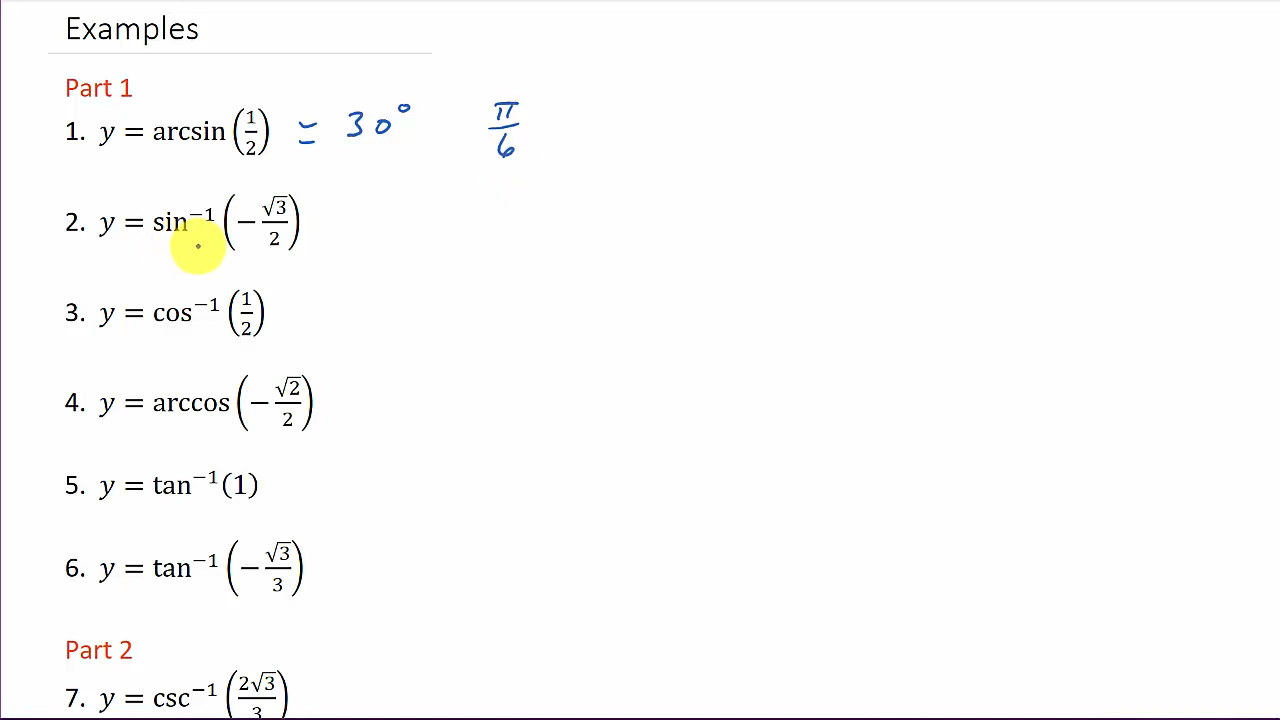 Examples
Part 1
1. y = arcsin (1/2) = 30° π/6
2. y = sin⁻¹ (−√3/2)
3. y = cos⁻¹ (1/2)
4. y = arccos (−√2/2)
5. y = tan⁻¹(1)
6. y = tan⁻¹ (−√3/3)
Part 2
7. y = csc⁻¹ (2√3/3)